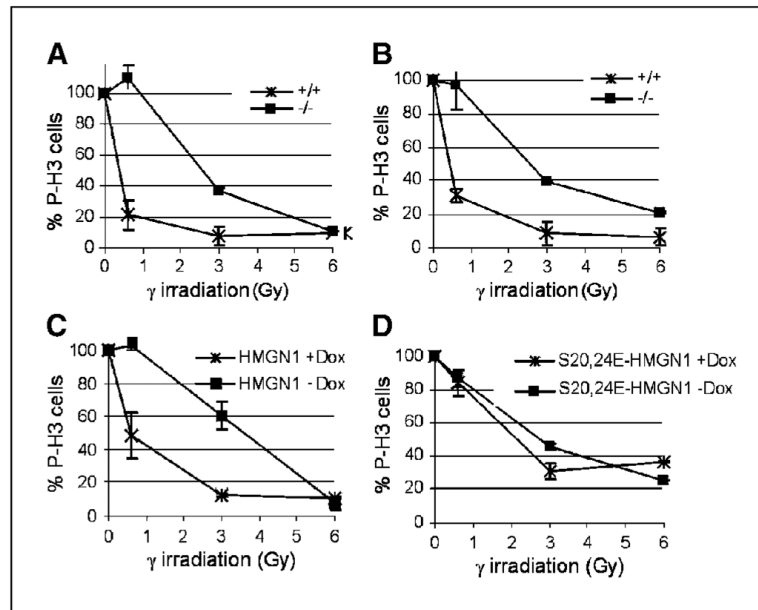 A
+/+
-/-
% P-H3 cells
100
80
60
40
20
0
0 1 2 3 4 5 6
γ irradiation (Gy)
B
+/+
-/-
% P-H3 cells
100
80
60
40
20
0
0 1 2 3 4 5 6
γ irradiation (Gy)
C
HMGN1 +Dox
HMGN1 -Dox
% P-H3 cells
100
80
60
40
20
0
0 1 2 3 4 5 6
γ irradiation (Gy)
D
S20,24E-HMGN1 +Dox
S20,24E-HMGN1 -Dox
% P-H3 cells
100
80
60
40
20
0
0 1 2 3 4 5 6
γ irradiation (Gy)